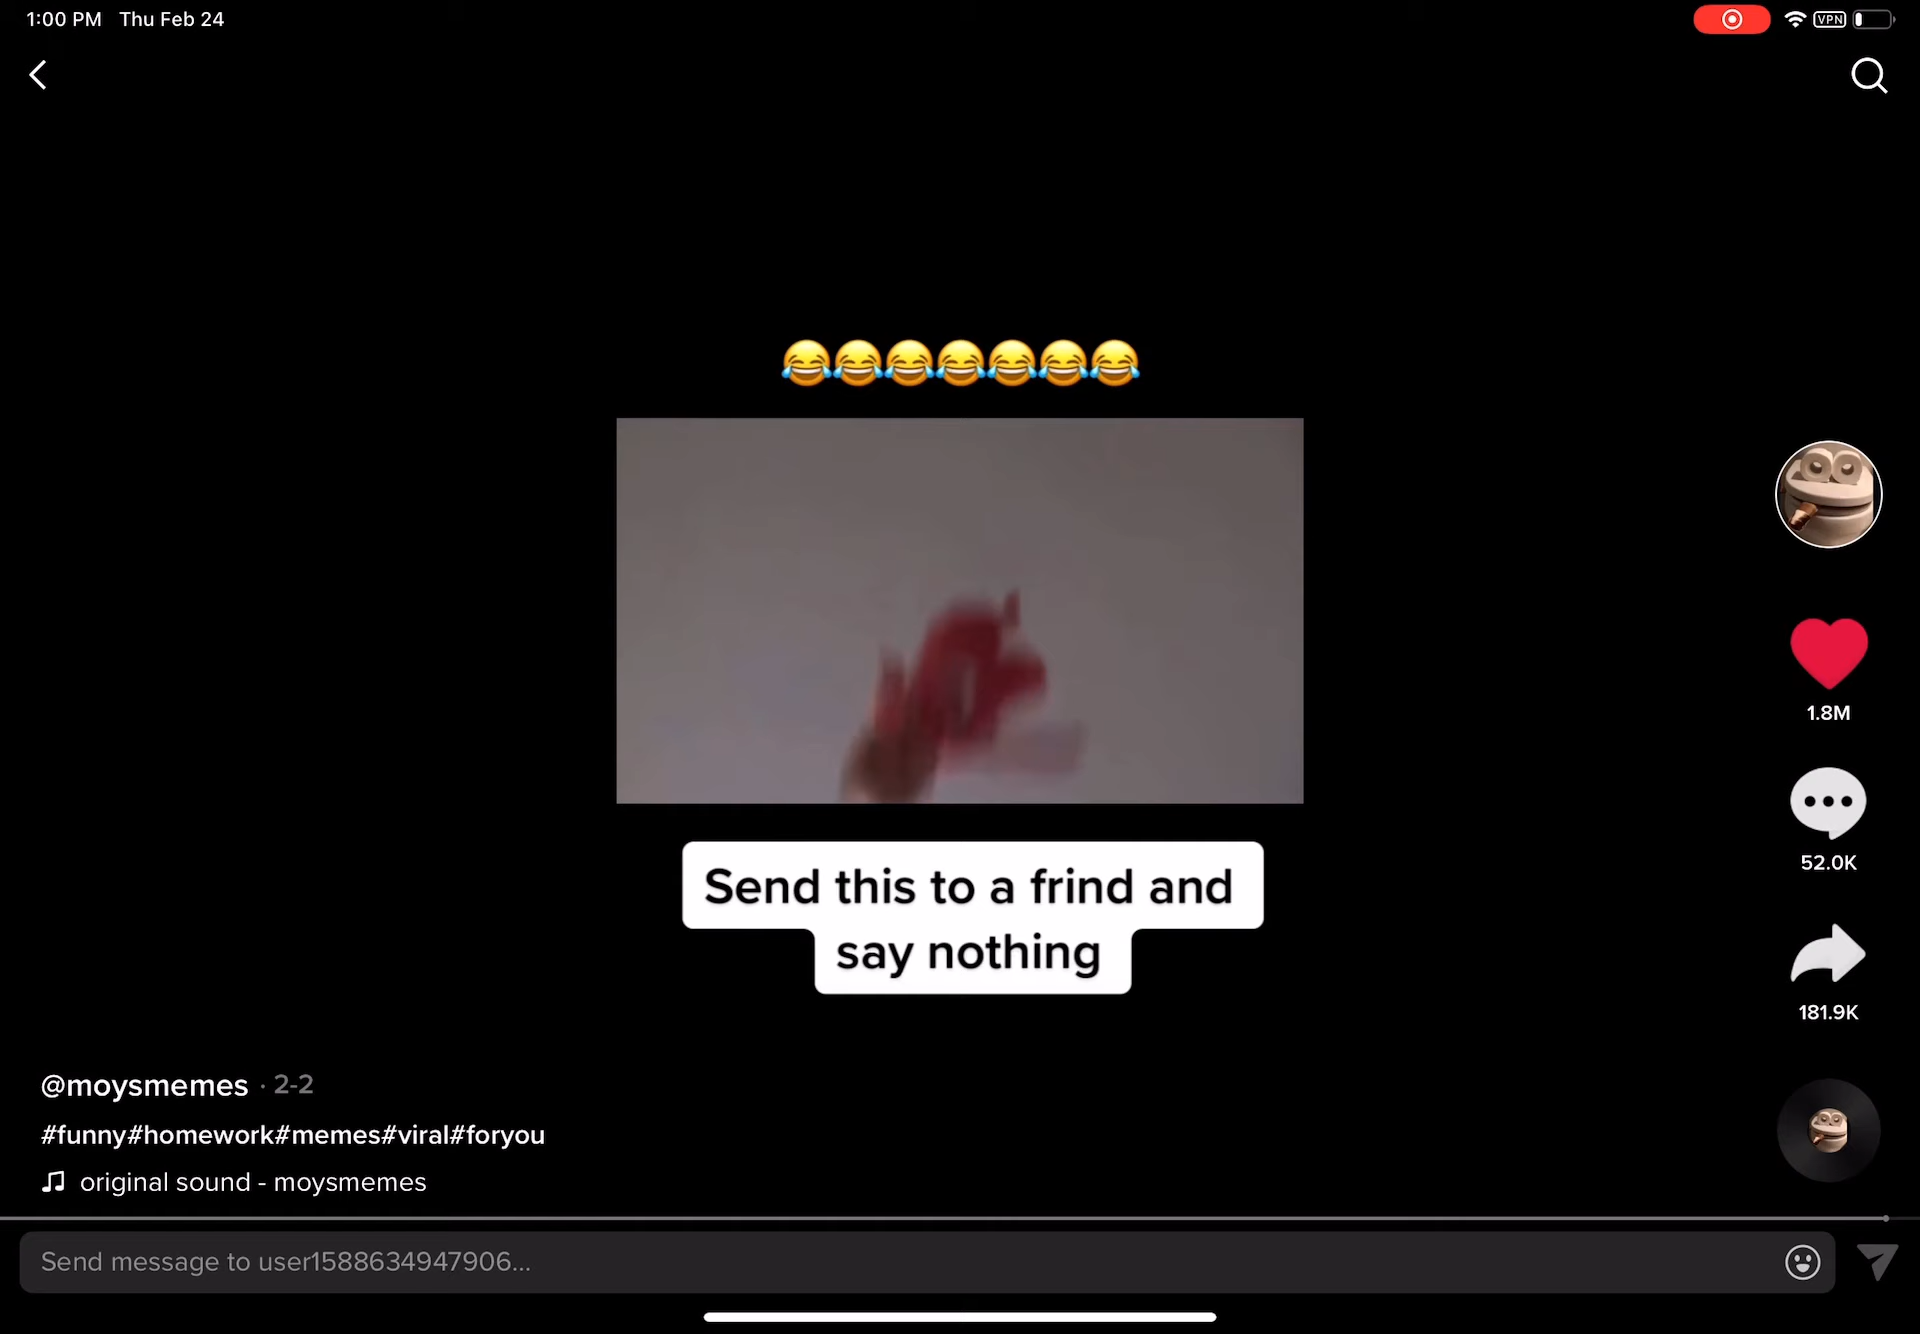 1:00 PM Thu Feb 24
VPN
😂😂😂😂😂😂😂
Send this to a frind and
say nothing
1.8M
52.0K
181.9K
@moysmemes · 2-2
#funny#homework#memes#viral#foryou
original sound - moysmemes
Send message to user1588634947906...